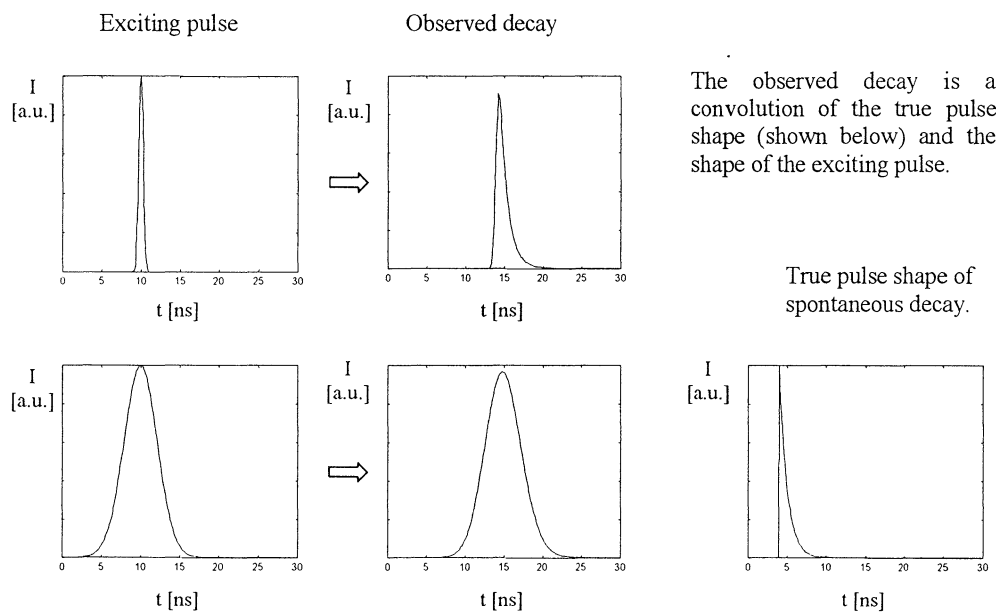 Exciting pulse
Observed decay
I
[a.u.]
0 5 10 15 20 25 30
t [ns]
I
[a.u.]
0 5 10 15 20 25 30
t [ns]
The observed decay is a
convolution of the true pulse
shape (shown below) and the
shape of the exciting pulse.
True pulse shape of
spontaneous decay.
I
[a.u.]
0 5 10 15 20 25 30
t [ns]
I
[a.u.]
0 5 10 15 20 25 30
t [ns]
I
[a.u.]
0 5 10 15 20 25 30
t [ns]